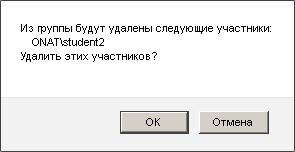 Из группы будут удалены следующие участники:
ONAT\student2
Удалить этих участников?
OK
Отмена